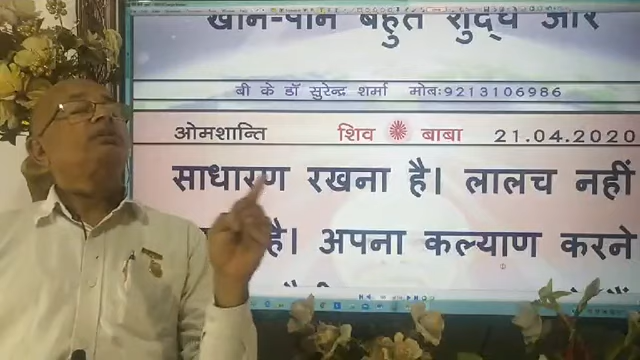 खान-पान बहुत शुद्ध और
बी के डॉ सुरेन्द्र शर्मा मोबः9213106986
ओमशान्ति शिव बाबा 21.04.2020
साधारण रखना है। लालच नहीं
है। अपना कल्याण करने